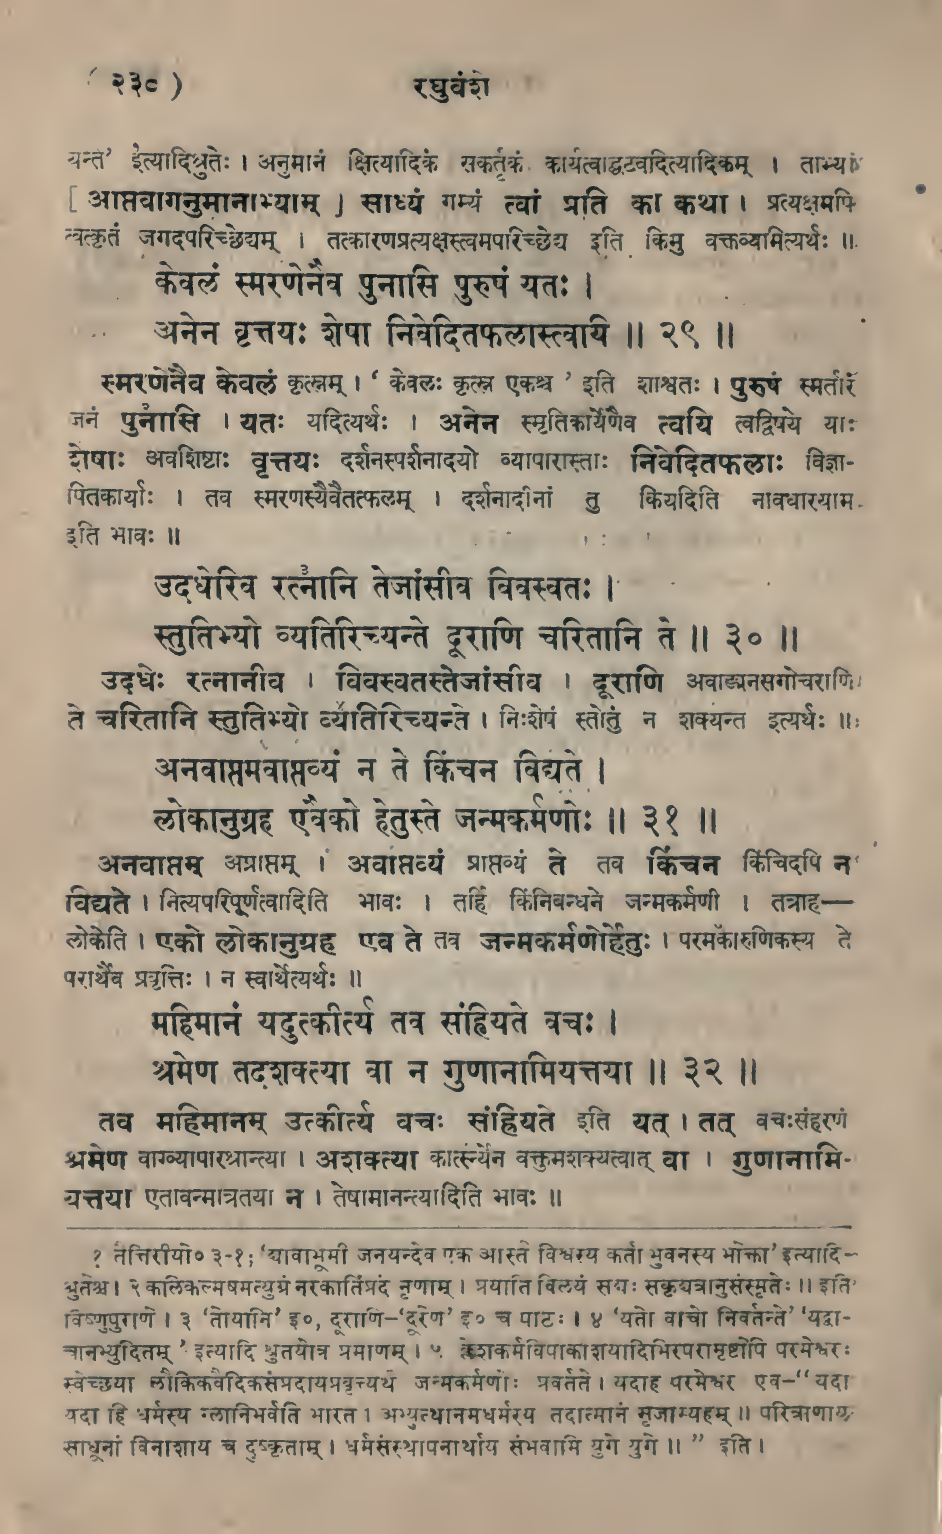 ( २३० ) रघुवंशे
यन्ते' इत्यादिश्रुतेः । अनुमानं क्षित्यादिकं सकर्तृकं कार्यत्वाद्घटवदित्यादिकम् । ताभ्यां
[ आप्तवागनुमानाभ्याम् ] साध्यं गम्यं त्वां प्रति का कथा । प्रत्यक्षमपि
त्वत्कृतं जगदपरिच्छेद्यम् । तत्कारणप्रत्यक्षस्त्वमपारिच्छेद्य इति किमु वक्तव्यमित्यर्थः ॥
केवलं स्मरणेनैव पुनासि पुरुषं यतः ।
अनेन वृत्तयः शेषा निवेदितफलास्त्वयि ॥ २९ ॥
स्मरणेनैव केवलं कृत्स्नम् । ' केवलः कृत्स्न एकश्च ' इति शाश्वतः । पुरुषं स्मर्तारं
जनं पुनासि । यतः यदित्यर्थः । अनेन स्मृतिकार्येणैव त्वयि त्वद्विषये याः
शेषाः अवशिष्टाः वृत्तयः दर्शनस्पर्शनादयो व्यापारास्ताः निवेदितफलाः विज्ञा-
पितकार्याः । तव स्मरणस्यैवैतत्फलम् । दर्शनादीनां तु कियदिति नावधारयाम
इति भावः ॥
उदधेरिव रत्नानि तेजांसीव विवस्वतः ।
स्तुतिभ्यो व्यतिरिच्यन्ते दूराणि चरितानि ते ॥ ३० ॥
उदधेः रत्नानीव । विवस्वतस्तेजांसीव । दूराणि अवाङ्मनसगोचराणि
ते चरितानि स्तुतिभ्यो व्यतिरिच्यन्ते । निःशेषं स्तोतुं न शक्यन्त इत्यर्थः ॥
अनवाप्तमवाप्तव्यं न ते किंचन विद्यते ।
लोकानुग्रह एवैको हेतुस्ते जन्मकर्मणोः ॥ ३१ ॥
अनवाप्तम् अप्राप्तम् । अवाप्तव्यं प्राप्तव्यं ते तव किंचन किंचिदपि न
विद्यते । नित्यपरिपूर्णत्वादिति भावः । तर्हि किंनिबन्धने जन्मकर्मणी । तत्राह—
लोकेति । एको लोकानुग्रह एव ते तव जन्मकर्मणोर्हेतुः । परमकारुणिकस्य ते
परार्थैव प्रवृत्तिः । न स्वार्थेत्यर्थः ॥
महिमानं यदुत्कीर्त्य तव संह्रियते वचः ।
श्रमेण तदशक्त्या वा न गुणानामियत्तया ॥ ३२ ॥
तव महिमानम् उत्कीर्त्य वचः संह्रियते इति यत् । तत् वचःसंहरणं
श्रमेण वाग्व्यापारश्रान्त्या । अशक्त्या कार्त्स्न्येन वक्तुमशक्यत्वात् वा । गुणानामि-
यत्तया एतावन्मात्रतया न । तेषामानन्त्यादिति भावः ॥
१ तैत्तिरीयो० ३-१; 'द्यावाभूमी जनयन्देव एक आस्ते विश्वस्य कर्ता भुवनस्य भोक्ता' इत्यादि-
श्रुतेश्च । २ कलिकल्मषमत्युग्रं नरकार्तिप्रदं नृणाम् । प्रयाति विलयं सद्यः सकृद्यत्रानुसंस्मृतेः ॥ इति
विष्णुपुराणे । ३ 'तोयानि' इ०, दूराणि-'दूरेण' इ० च पाटः । ४ 'यतो वाचो निवर्तन्ते' 'यद्वा-
चानभ्युदितम् ' इत्यादि श्रुतयोत्र प्रमाणम् । ५ क्लेशकर्मविपाकाशयादिभिरपरामृष्टोपि परमेश्वरः
स्वेच्छया लौकिकवैदिकसंप्रदायप्रवृत्त्यर्थं जन्मकर्मणोः प्रवर्तते । यदाह परमेश्वर एव-“ यदा
यदा हि धर्मस्य ग्लानिर्भवति भारत । अभ्युत्थानमधर्मस्य तदात्मानं सृजाम्यहम् ॥ परित्राणाय
साधूनां विनाशाय च दुष्कृताम् । धर्मसंस्थापनार्थाय संभवामि युगे युगे ॥ ” इति ।